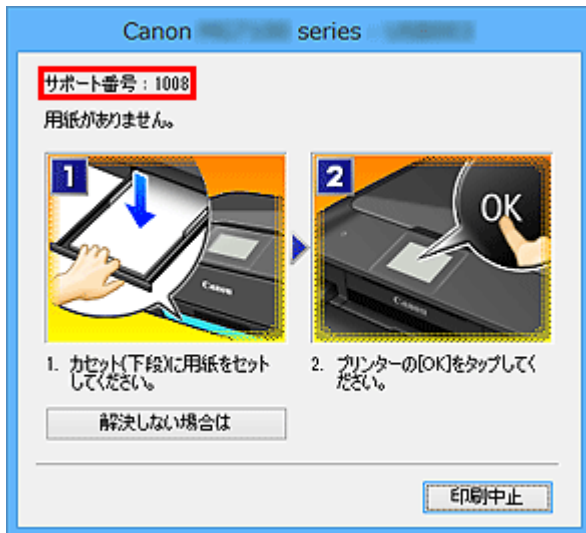 Canon series
サポート番号：1008
用紙がありません。
1
2
OK
Canon
Canon
1. カセット(下段)に用紙をセット
してください。
2. プリンターの[OK]をタップしてく
ださい。
解決しない場合は
印刷中止